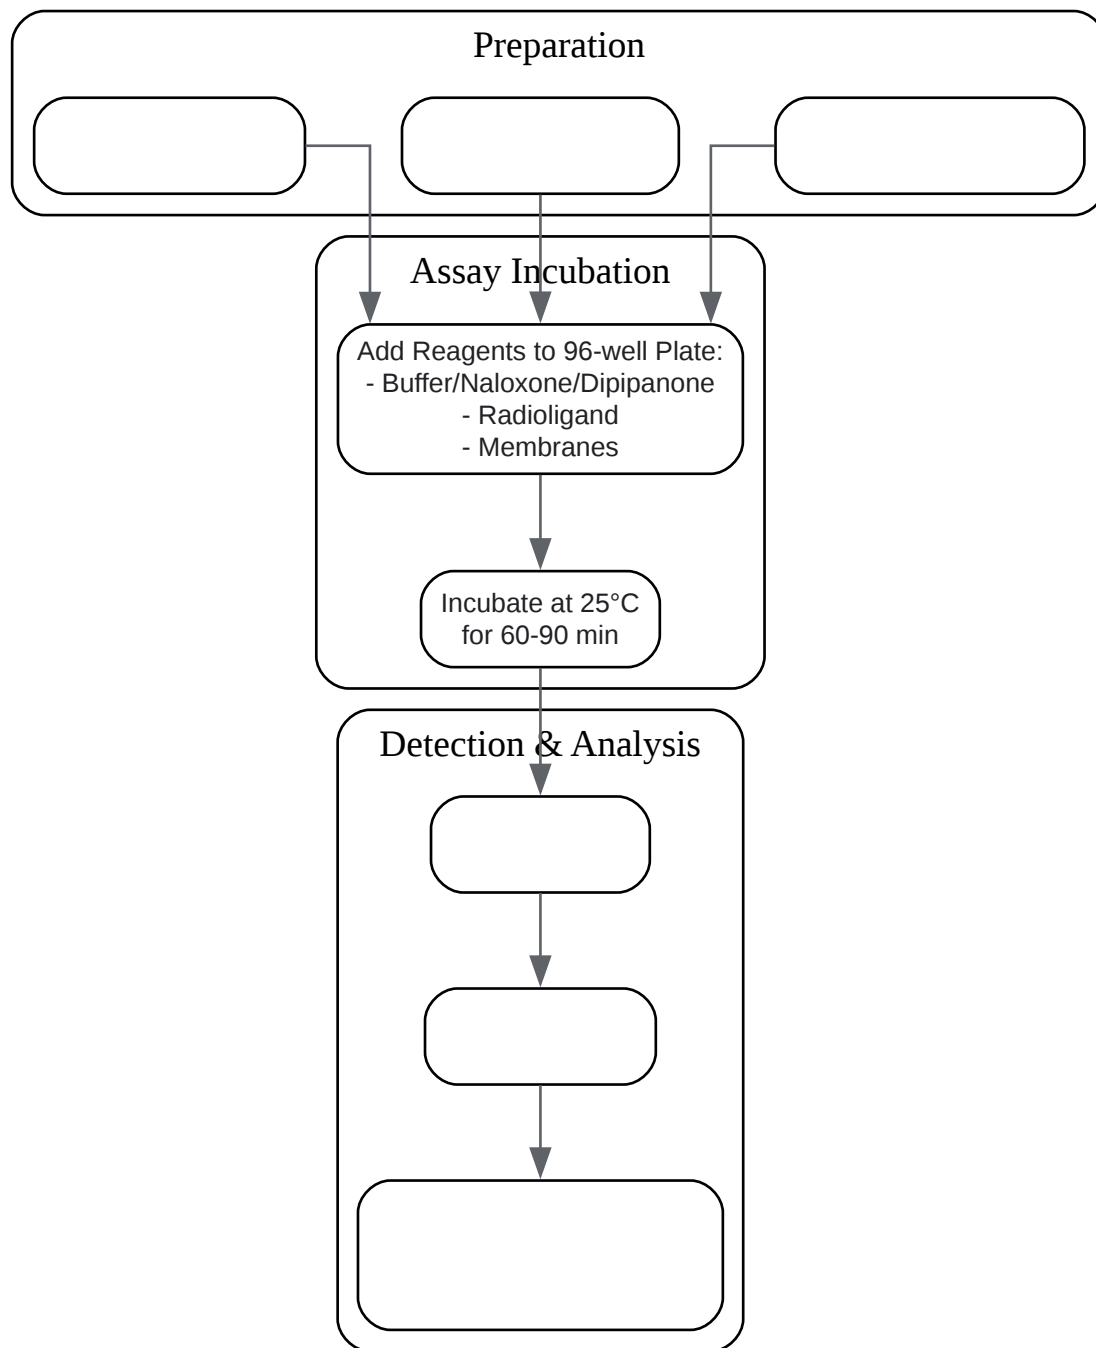 Preparation
Assay Incubation
Add Reagents to 96-well Plate:
- Buffer/Naloxone/Dipipanone
- Radioligand
- Membranes
Incubate at 25°C
for 60-90 min
Detection & Analysis